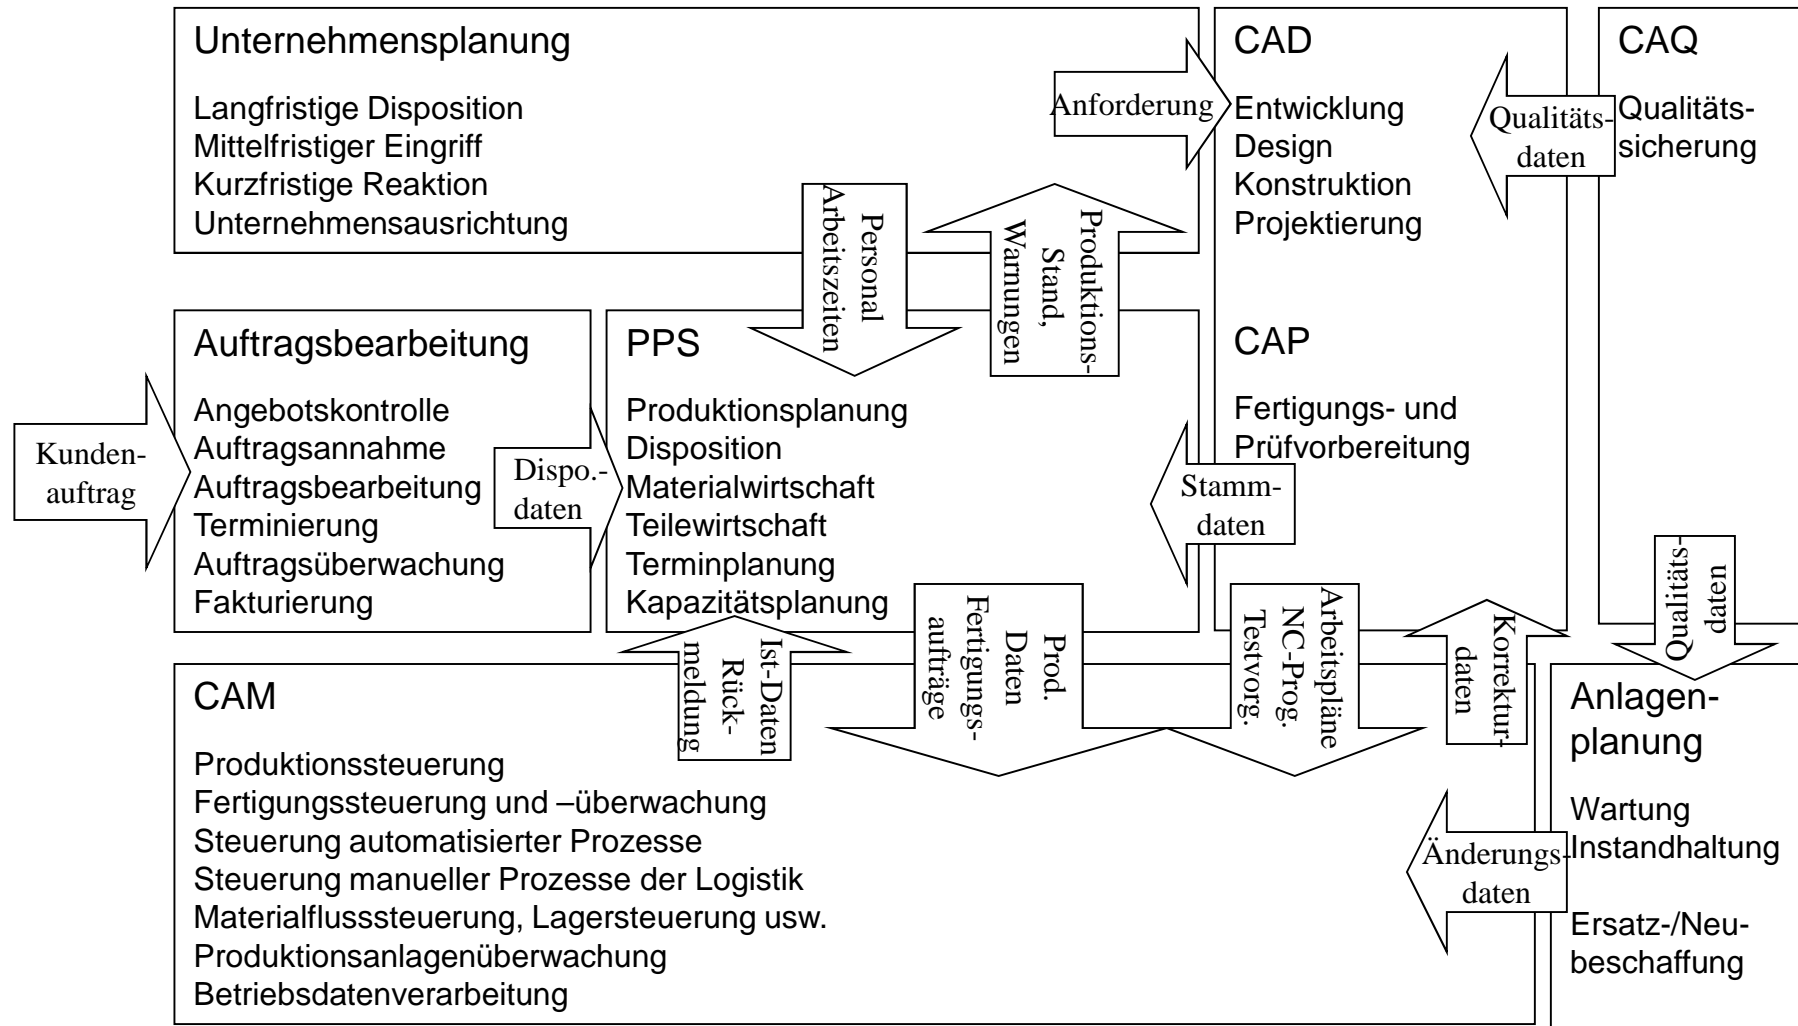 Unternehmensplanung
Langfristige Disposition
Mittelfristiger Eingriff
Kurzfristige Reaktion
Unternehmensausrichtung
Anforderung
CAD
Entwicklung
Design
Konstruktion
Projektierung
Qualitäts-
daten
CAQ
Qualitäts-
sicherung
Personal
Arbeitszeiten
Produktions-
Stand,
Warnungen
Kunden-
auftrag
Auftragsbearbeitung
Angebotskontrolle
Auftragsannahme
Auftragsbearbeitung
Terminierung
Auftragsüberwachung
Fakturierung
Dispo.-
daten
PPS
Produktionsplanung
Disposition
Materialwirtschaft
Teilewirtschaft
Terminplanung
Kapazitätsplanung
Stamm-
daten
CAP
Fertigungs- und
Prüfvorbereitung
Ist-Daten
Rück-
meldung
Prod.
Daten
Fertigungs-
aufträge
Arbeitspläne
NC-Prog.
Testvorg.
Korrektur-
daten
Qualitäts-
daten
CAM
Produktionssteuerung
Fertigungssteuerung und –überwachung
Steuerung automatisierter Prozesse
Steuerung manueller Prozesse der Logistik
Materialflusssteuerung, Lagersteuerung usw.
Produktionsanlagenüberwachung
Betriebsdatenverarbeitung
Änderungs-
daten
Anlagen-
planung
Wartung
Instandhaltung
Ersatz-/Neu-
beschaffung